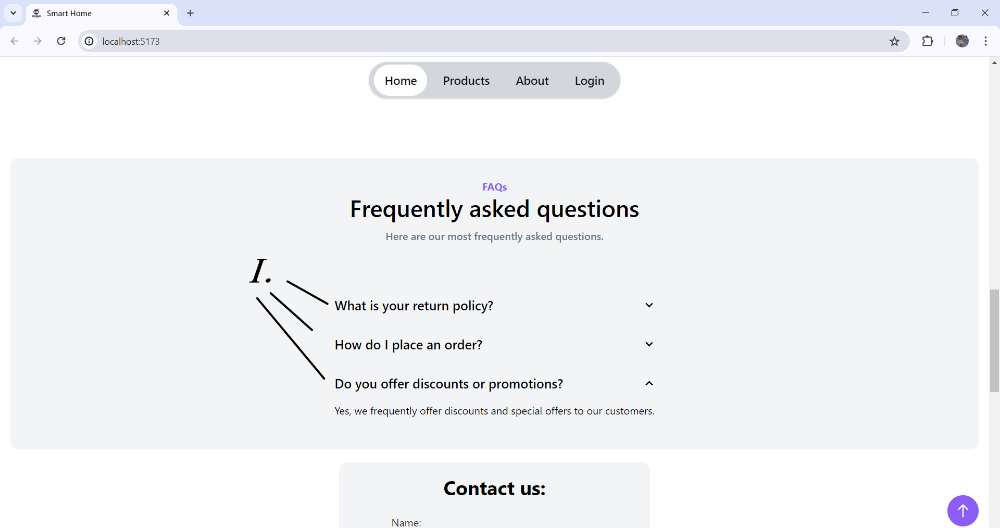 Smart Home
localhost:5173
Home Products About Login
FAQs
Frequently asked questions
Here are our most frequently asked questions.
I.
What is your return policy?
How do I place an order?
Do you offer discounts or promotions?
Yes, we frequently offer discounts and special offers to our customers.
Contact us:
Name: